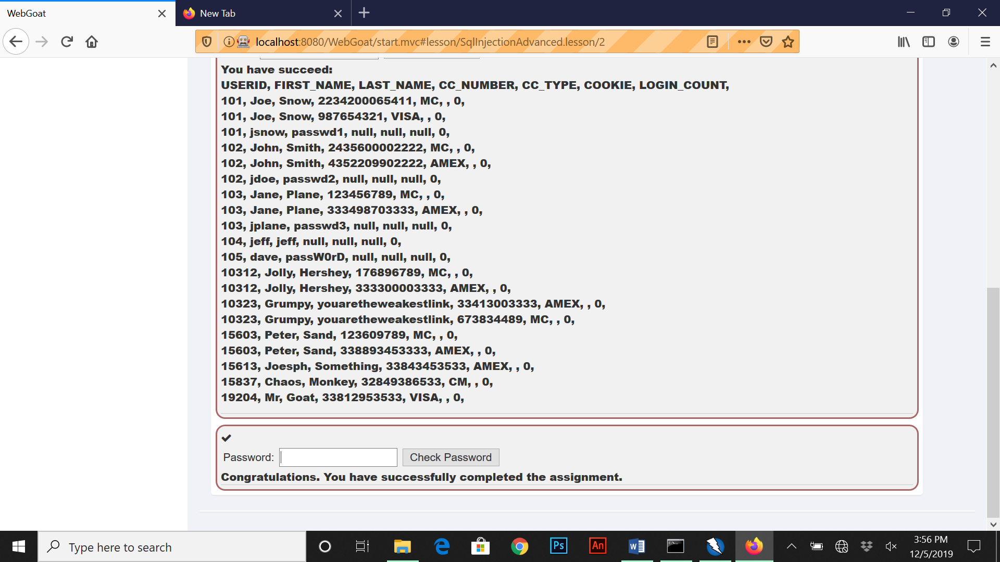 WebGoat
New Tab
localhost:8080/WebGoat/start.mvc#lesson/SqlInjectionAdvanced.lesson/2
You have succeed:
USERID, FIRST_NAME, LAST_NAME, CC_NUMBER, CC_TYPE, COOKIE, LOGIN_COUNT,
101, Joe, Snow, 2234200065411, MC, , 0,
101, Joe, Snow, 987654321, VISA, , 0,
101, jsnow, passwd1, null, null, null, 0,
102, John, Smith, 2435600002222, MC, , 0,
102, John, Smith, 4352209902222, AMEX, , 0,
102, jdoe, passwd2, null, null, null, 0,
103, Jane, Plane, 123456789, MC, , 0,
103, Jane, Plane, 333498703333, AMEX, , 0,
103, jplane, passwd3, null, null, null, 0,
104, jeff, jeff, null, null, null, 0,
105, dave, passW0rD, null, null, null, 0,
10312, Jolly, Hershey, 176896789, MC, , 0,
10312, Jolly, Hershey, 333300003333, AMEX, , 0,
10323, Grumpy, youaretheweakestlink, 33413003333, AMEX, , 0,
10323, Grumpy, youaretheweakestlink, 673834489, MC, , 0,
15603, Peter, Sand, 123609789, MC, , 0,
15603, Peter, Sand, 338893453333, AMEX, , 0,
15613, Joesph, Something, 33843453533, AMEX, , 0,
15837, Chaos, Monkey, 32849386533, CM, , 0,
19204, Mr, Goat, 33812953533, VISA, , 0,
Password: Check Password
Congratulations. You have successfully completed the assignment.
Type here to search
Ps
An
3:56 PM
12/5/2019